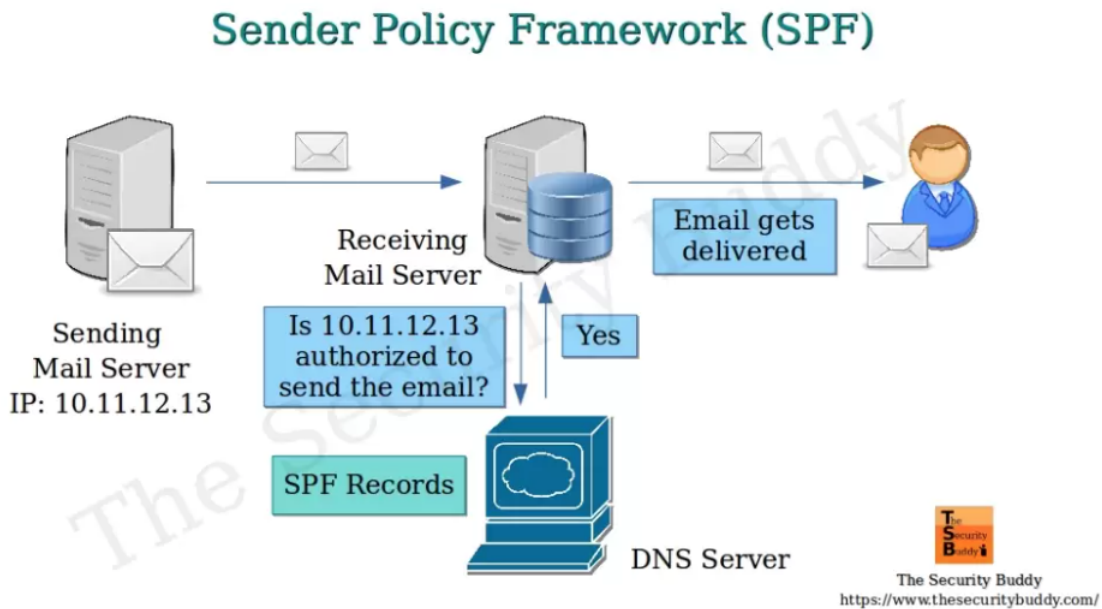 Sender Policy Framework (SPF)
Receiving
Mail Server
Email gets
delivered
Sending
Mail Server
IP: 10.11.12.13
Is 10.11.12.13
authorized to
send the email?
Yes
SPF Records
DNS Server
The Security Buddy
The
Security
Buddy
The Security Buddy
https://www.thesecuritybuddy.com/